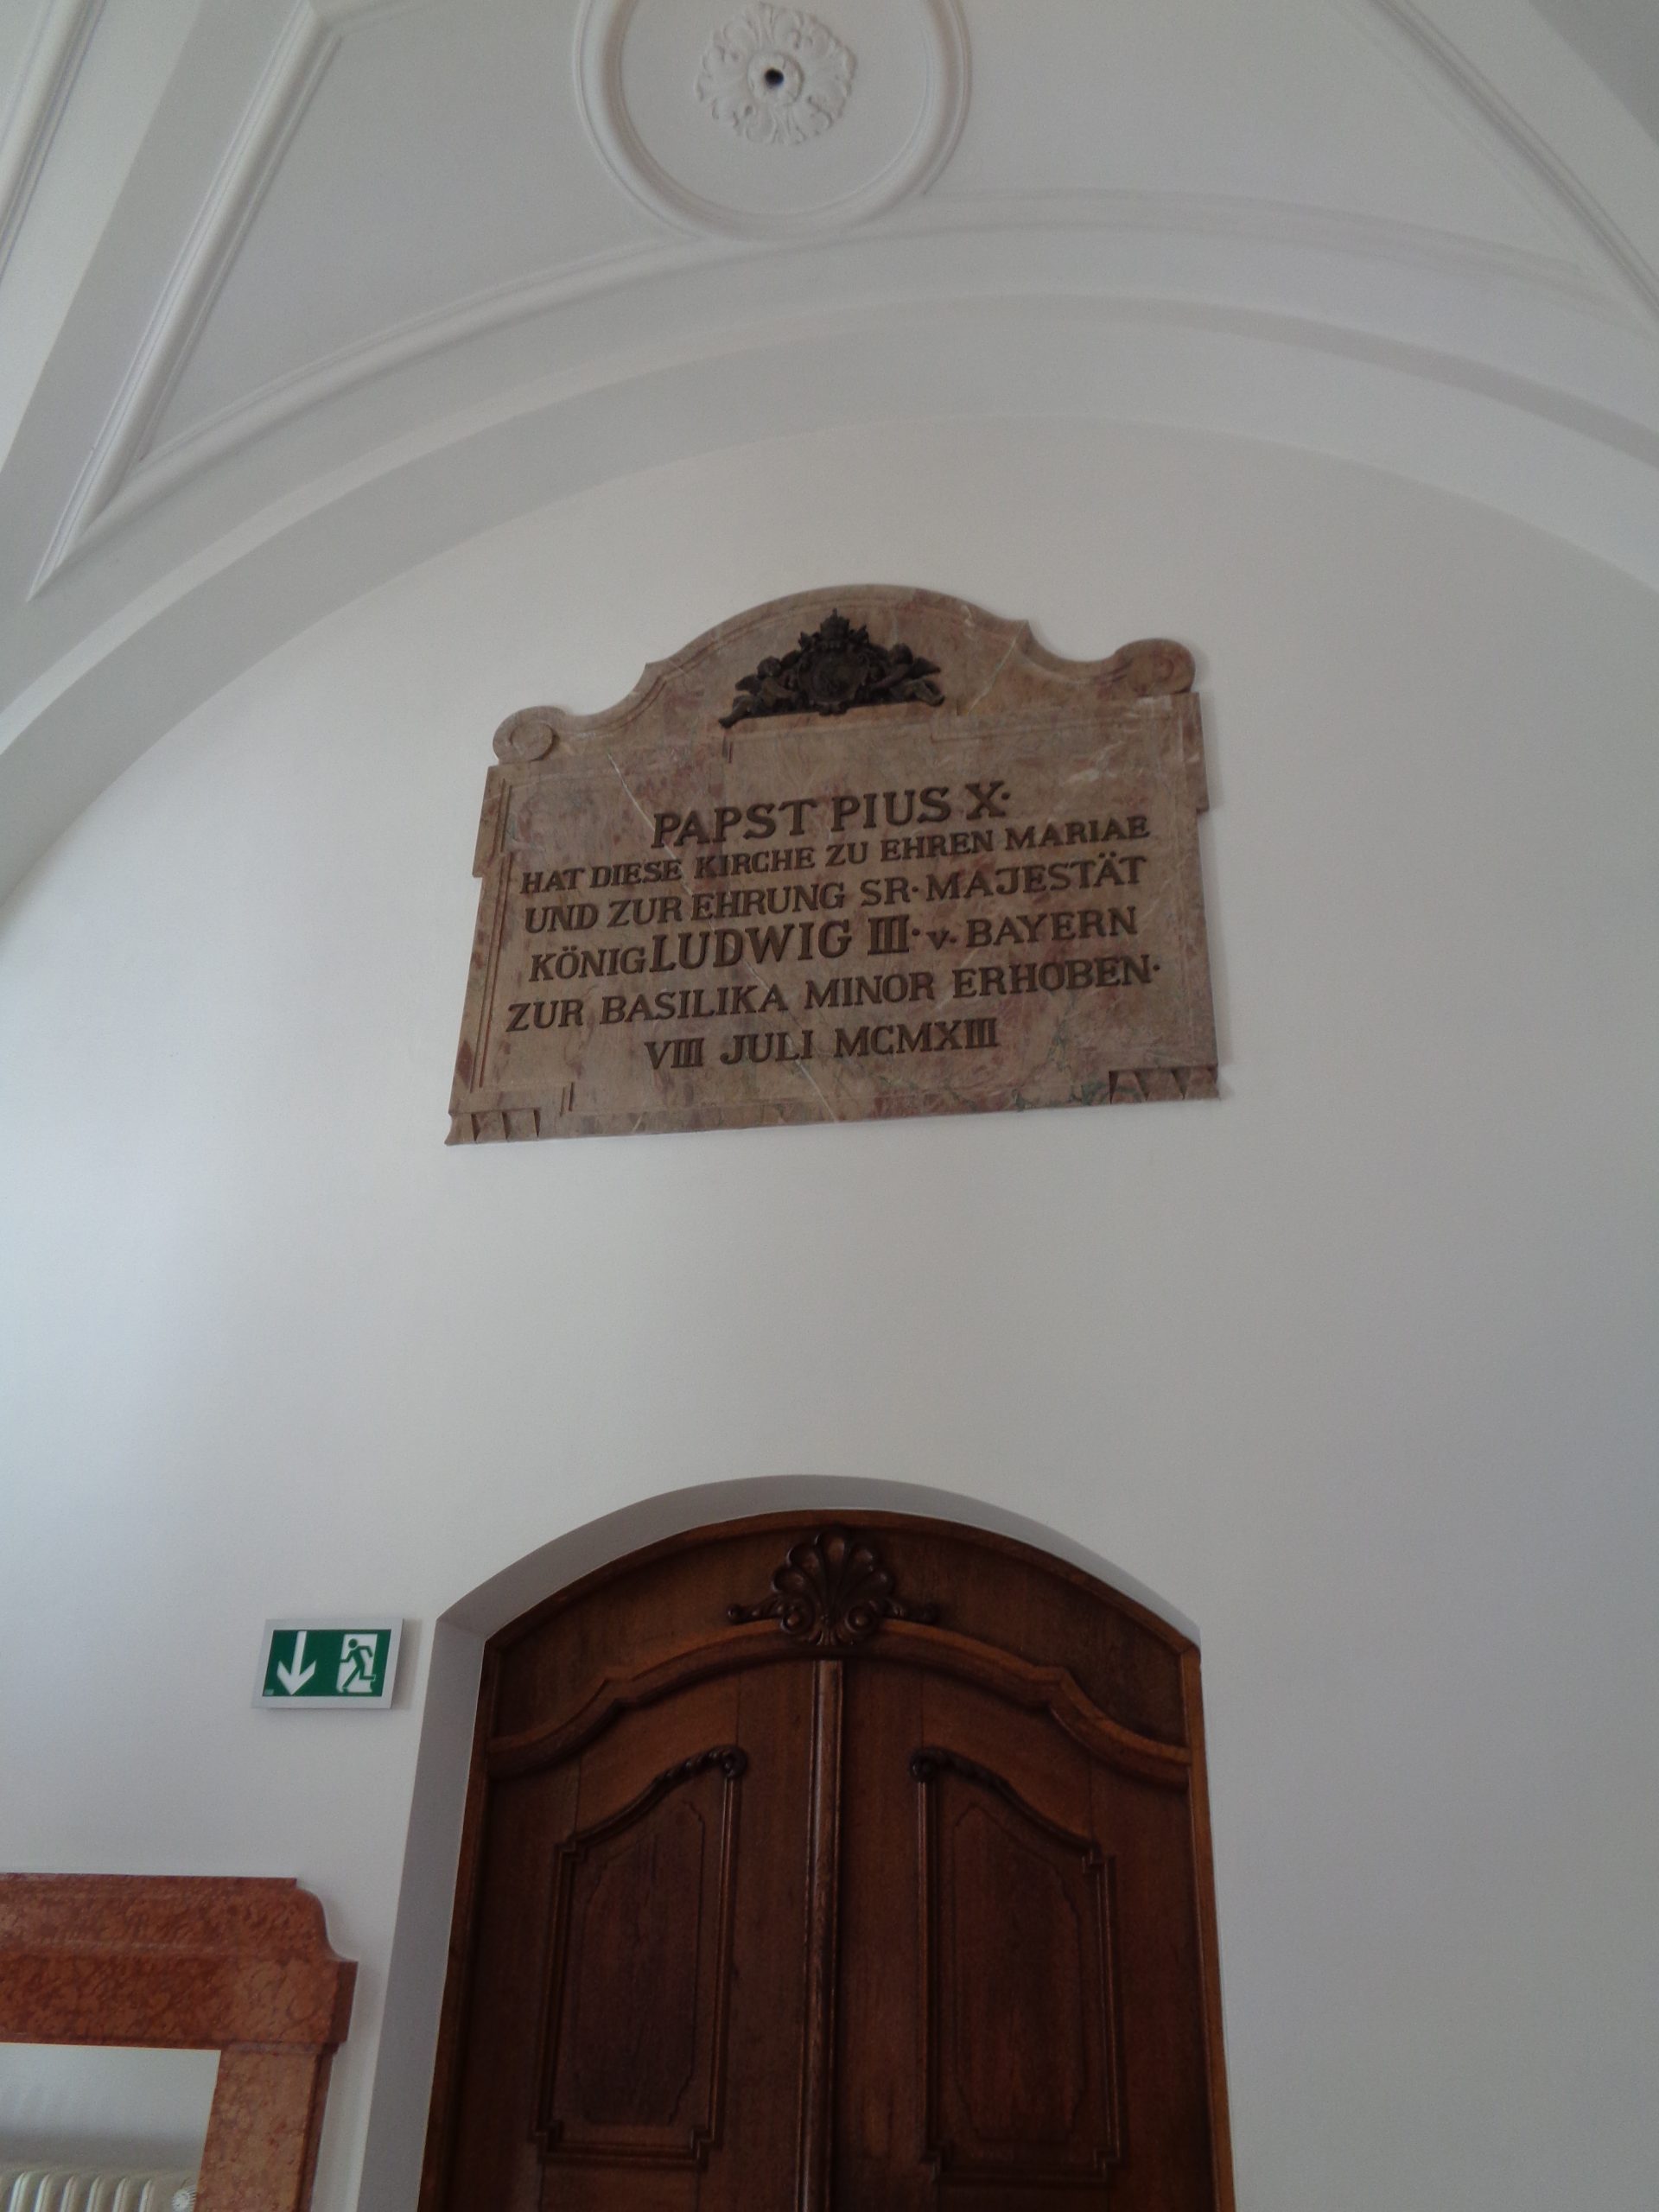 PAPST PIUS X·
HAT DIESE KIRCHE ZU EHREN MARIAE
UND ZUR EHRUNG SR· MAJESTÄT
KÖNIG LUDWIG III· v· BAYERN
ZUR BASILIKA MINOR ERHOBEN·
VIII JULI MCMXIII